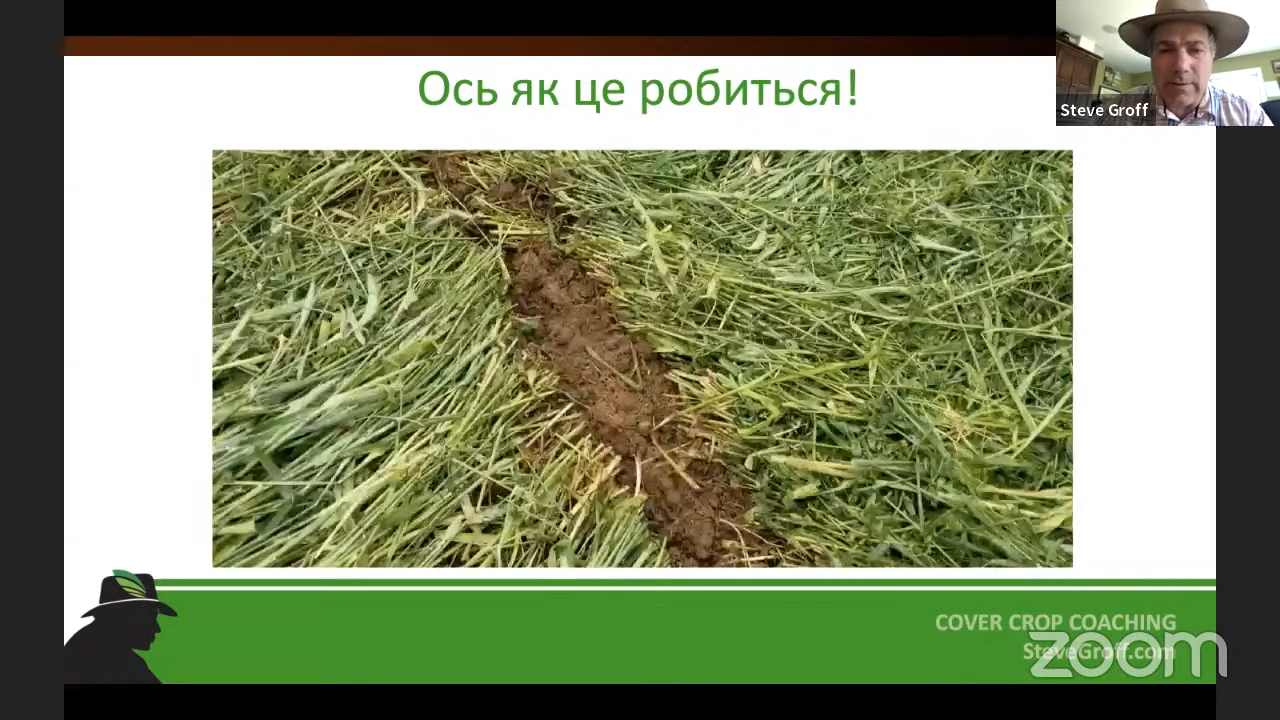 Ось як це робиться!
Steve Groff
COVER CROP COACHING
SteveGroff.com
zoom